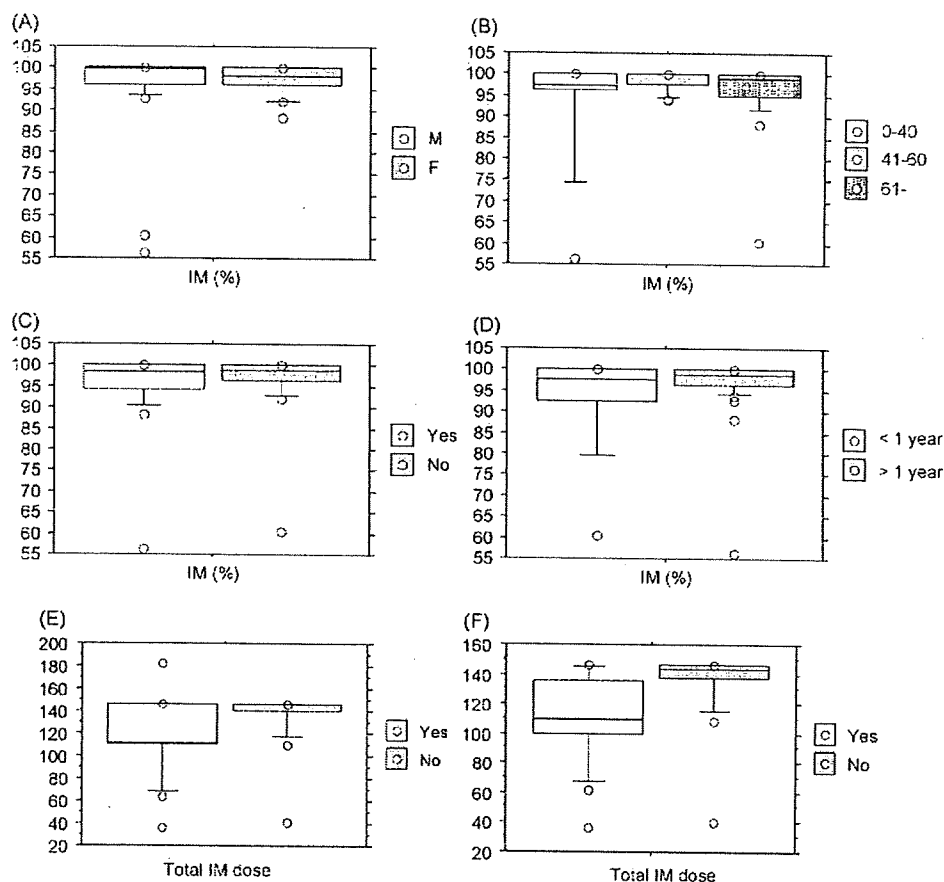 (A)
105
100
95
90
85
80
75
70
65
60
55
IM (%)
M
F
(B)
105
100
95
90
85
80
75
70
65
60
55
IM (%)
0-40
41-60
61-
(C)
105
100
95
90
85
80
75
70
65
60
55
IM (%)
Yes
No
(D)
105
100
95
90
85
80
75
70
65
60
55
IM (%)
< 1 year
> 1 year
(E)
200
180
160
140
120
100
80
60
40
20
Total IM dose
Yes
No
(F)
160
140
120
100
80
60
40
20
Total IM dose
Yes
No